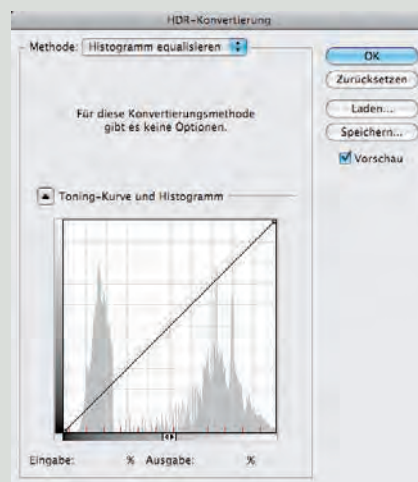 HDR-Konvertierung
Methode: Histogramm equalisieren
OK
Zurücksetzen
Laden...
Speichern...
Vorschau
Für diese Konvertierungsmethode
gibt es keine Optionen.
Toning-Kurve und Histogramm
Eingabe: % Ausgabe: %